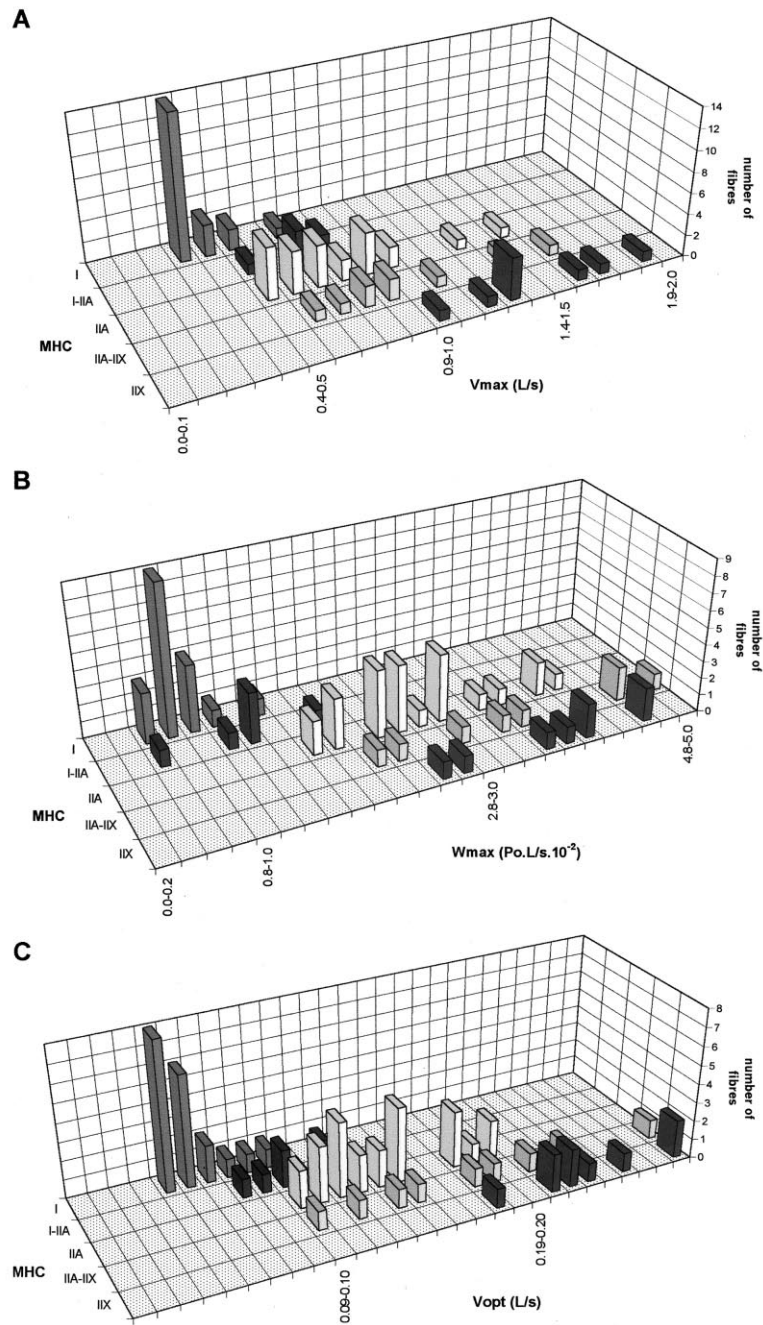 A
14
12
10
8
6
4
2
0
number of
fibres
I
I-IIA
IIA
IIA-IIX
IIX
MHC
0.0-0.1
0.4-0.5
0.9-1.0
1.4-1.5
1.9-2.0
Vmax (L/s)
B
9
8
7
6
5
4
3
2
1
0
number of
fibres
I
I-IIA
IIA
IIA-IIX
IIX
MHC
0.0-0.2
0.8-1.0
2.8-3.0
4.8-5.0
Wmax (Po.L/s.10⁻²)
C
8
7
6
5
4
3
2
1
0
number of
fibres
I
I-IIA
IIA
IIA-IIX
IIX
MHC
0.09-0.10
0.19-0.20
Vopt (L/s)